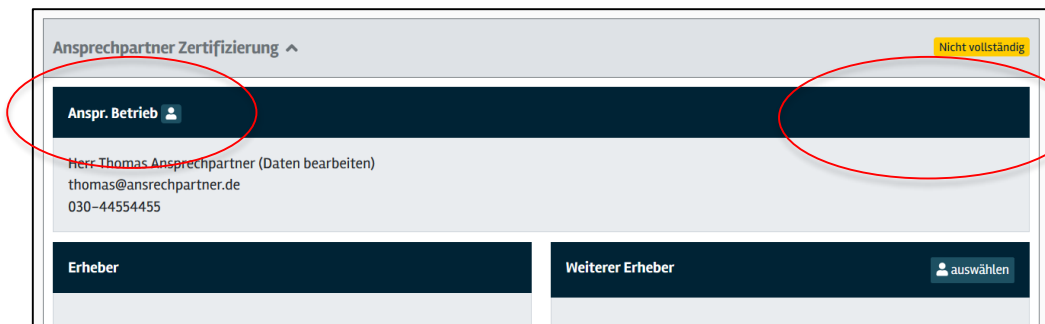 Ansprechpartner Zertifizierung
Nicht vollständig
Anspr. Betrieb
Herr Thomas Ansprechpartner (Daten bearbeiten)
thomas@ansrechpartner.de
030-44554455
Erheber
Weiterer Erheber
auswählen